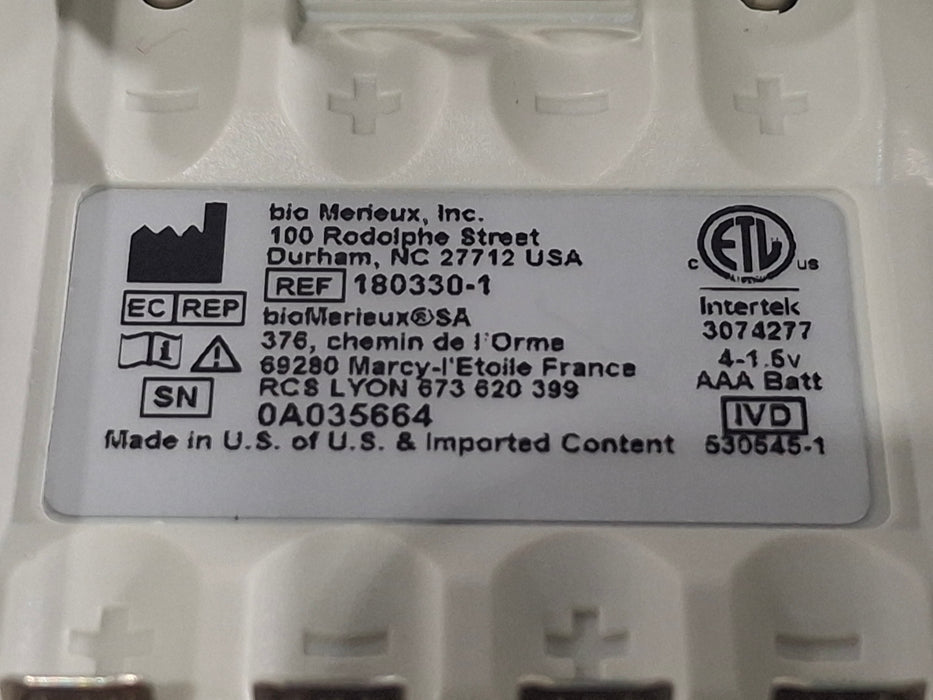 bio Merieux, Inc.
100 Rodolphe Street
Durham, NC 27712 USA
REF 180330-1
EC REP
bioMerieux®SA
376, chemin de l'Orme
69280 Marcy-l'Etoile France
RCS LYON 673 620 399
SN
0A035664
Made in U.S. of U.S. & Imported Content
ETL
c us
Intertek
3074277
4-1.5v
AAA Batt
IVD
530545-1